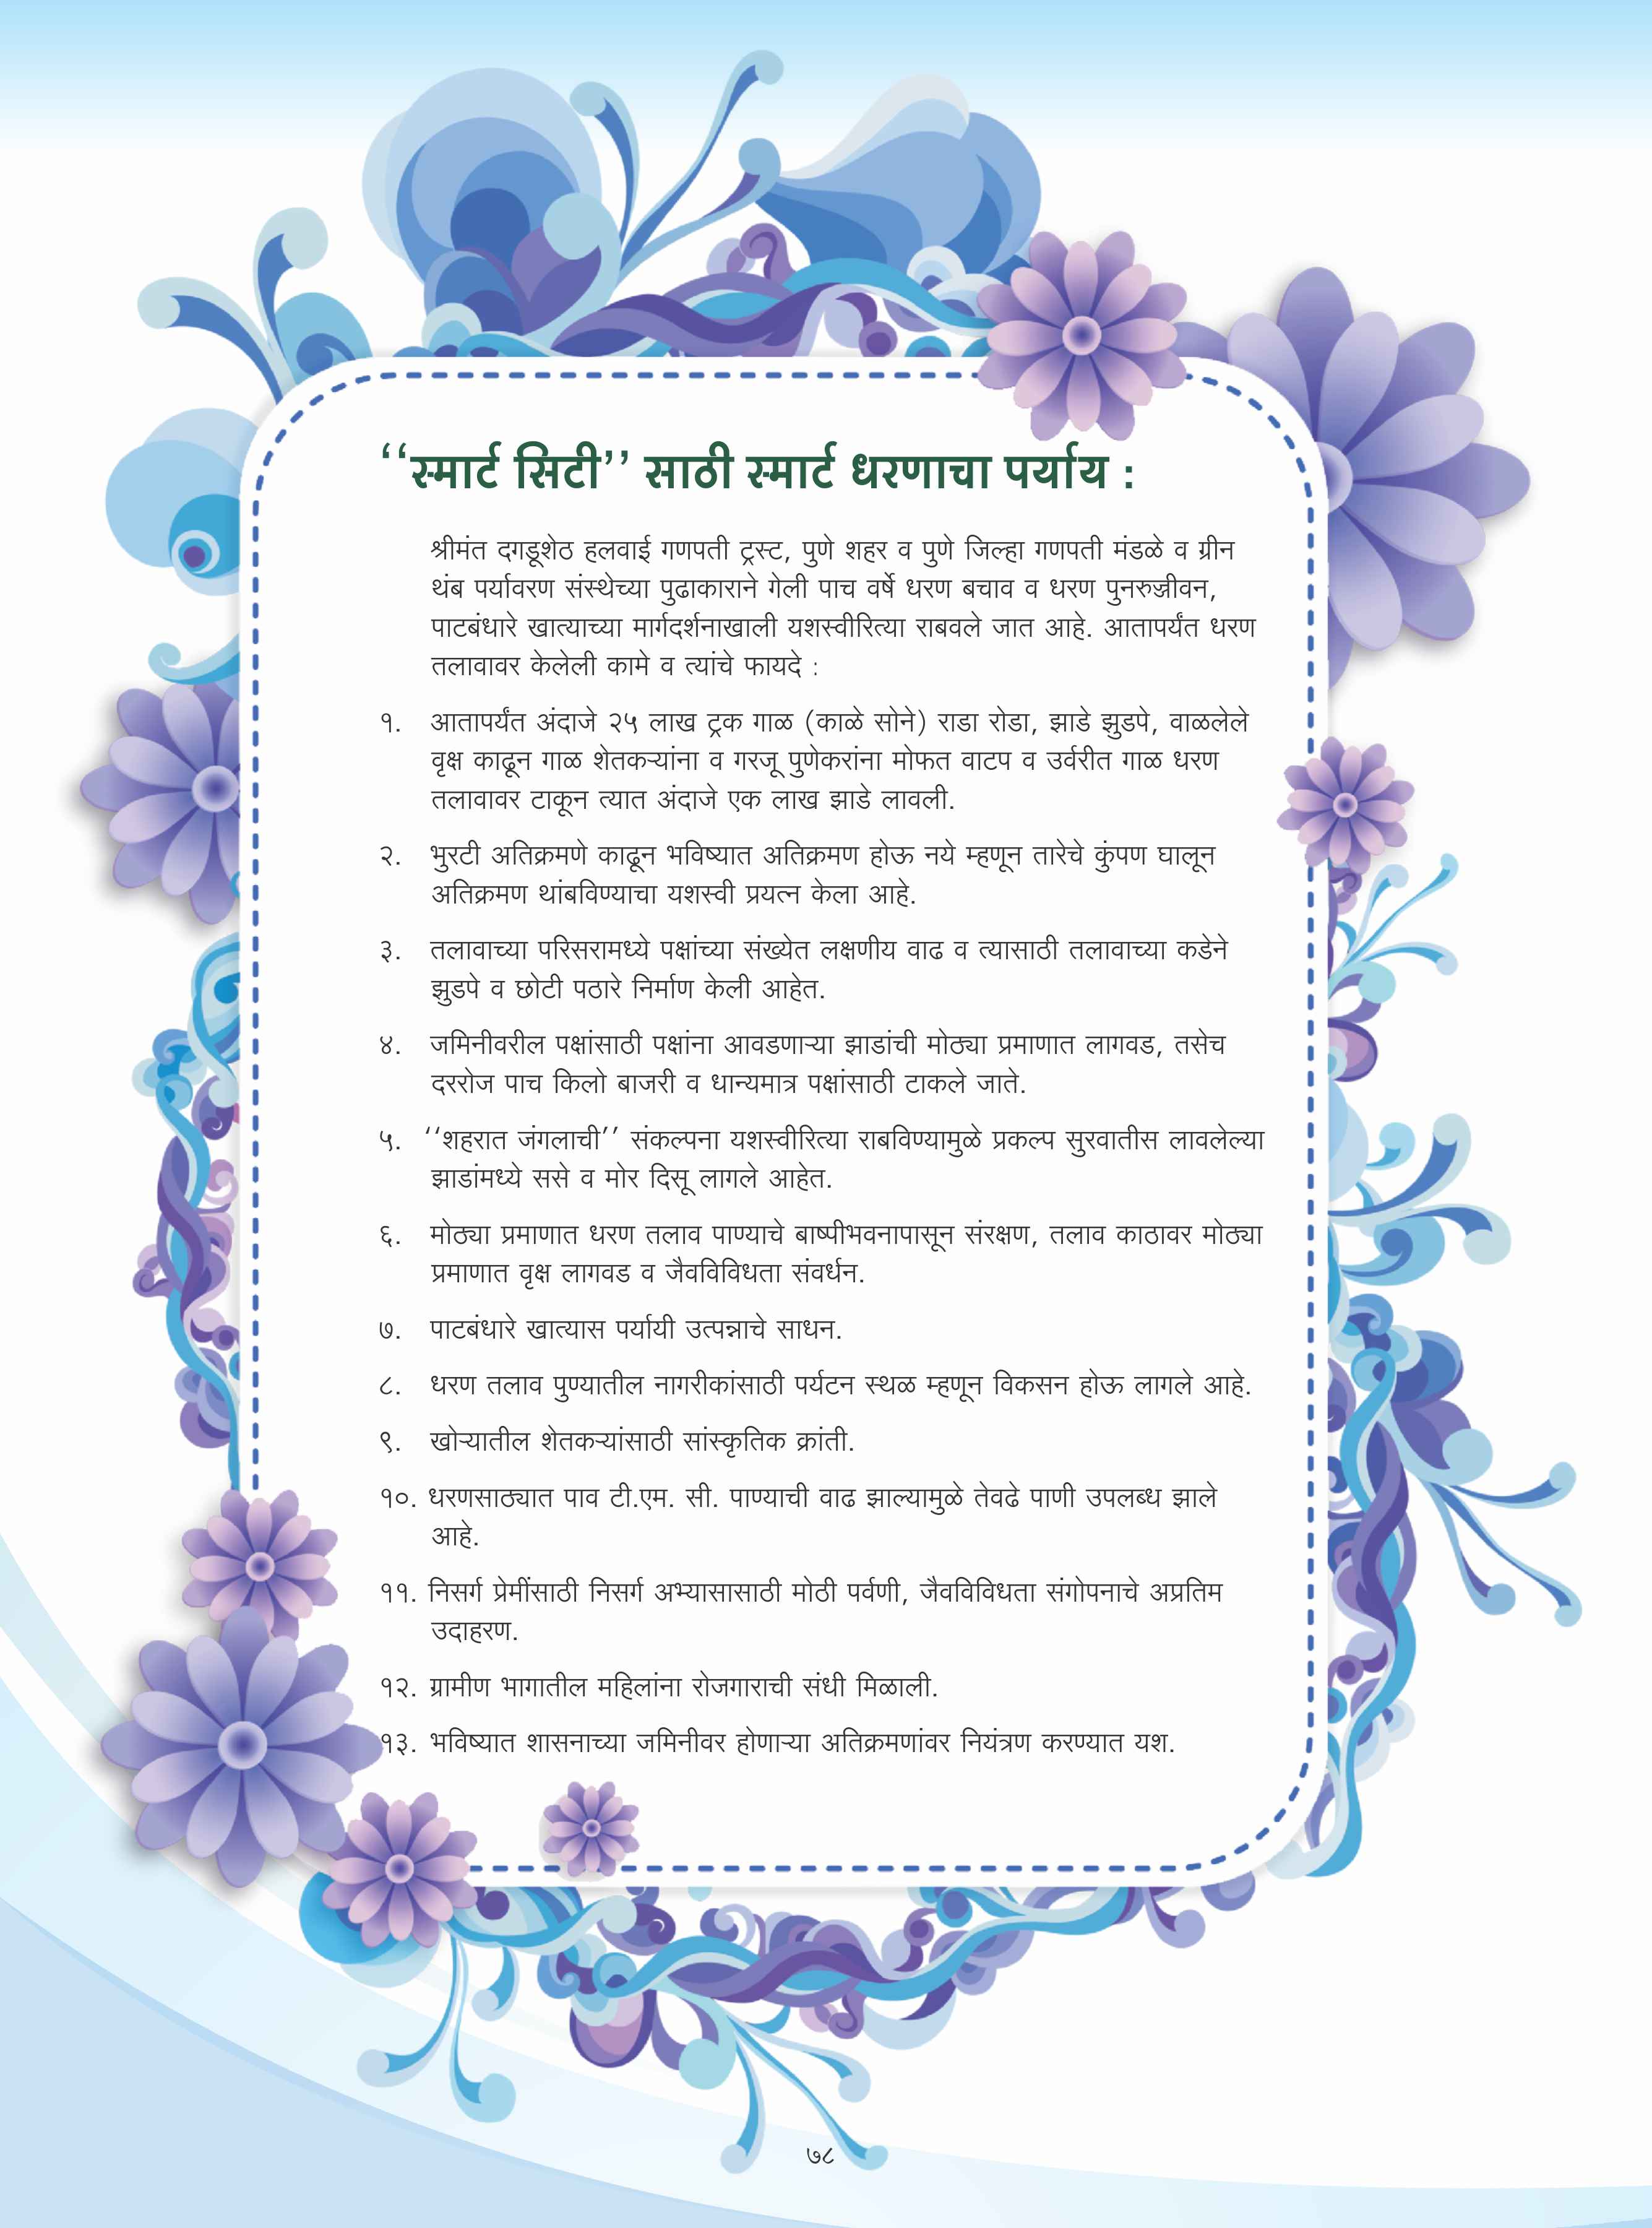 ‘‘स्मार्ट सिटी’’ साठी स्मार्ट धरणाचा पर्याय :
श्रीमंत दगडूशेठ हलवाई गणपती ट्रस्ट, पुणे शहर व पुणे जिल्हा गणपती मंडळे व ग्रीन
थंब पर्यावरण संस्थेच्या पुढाकाराने गेली पाच वर्षे धरण बचाव व धरण पुनरुज्जीवन,
पाटबंधारे खात्याच्या मार्गदर्शनाखाली यशस्वीरित्या राबवले जात आहे. आतापर्यंत धरण
तलावावर केलेली कामे व त्यांचे फायदे :
१. आतापर्यंत अंदाजे २५ लाख ट्रक गाळ (काळे सोने) राडा रोडा, झाडे झुडपे, वाळलेले
वृक्ष काढून गाळ शेतकऱ्यांना व गरजू पुणेकरांना मोफत वाटप व उर्वरीत गाळ धरण
तलावावर टाकून त्यात अंदाजे एक लाख झाडे लावली.
२. भुरटी अतिक्रमणे काढून भविष्यात अतिक्रमण होऊ नये म्हणून तारेचे कुंपण घालून
अतिक्रमण थांबविण्याचा यशस्वी प्रयत्न केला आहे.
३. तलावाच्या परिसरामध्ये पक्षांच्या संख्येत लक्षणीय वाढ व त्यासाठी तलावाच्या कडेने
झुडपे व छोटी पठारे निर्माण केली आहेत.
४. जमिनीवरील पक्षांसाठी पक्षांना आवडणाऱ्या झाडांची मोठ्या प्रमाणात लागवड, तसेच
दररोज पाच किलो बाजरी व धान्यमात्र पक्षांसाठी टाकले जाते.
५. ‘‘शहरात जंगलाची’’ संकल्पना यशस्वीरित्या राबविण्यामुळे प्रकल्प सुरवातीस लावलेल्या
झाडांमध्ये ससे व मोर दिसू लागले आहेत.
६. मोठ्या प्रमाणात धरण तलाव पाण्याचे बाष्पीभवनापासून संरक्षण, तलाव काठावर मोठ्या
प्रमाणात वृक्ष लागवड व जैवविविधता संवर्धन.
७. पाटबंधारे खात्यास पर्यायी उत्पन्नाचे साधन.
८. धरण तलाव पुण्यातील नागरीकांसाठी पर्यटन स्थळ म्हणून विकसन होऊ लागले आहे.
९. खोऱ्यातील शेतकऱ्यांसाठी सांस्कृतिक क्रांती.
१०. धरणसाठ्यात पाव टी.एम. सी. पाण्याची वाढ झाल्यामुळे तेवढे पाणी उपलब्ध झाले
आहे.
११. निसर्ग प्रेमींसाठी निसर्ग अभ्यासासाठी मोठी पर्वणी, जैवविविधता संगोपनाचे अप्रतिम
उदाहरण.
१२. ग्रामीण भागातील महिलांना रोजगाराची संधी मिळाली.
१३. भविष्यात शासनाच्या जमिनीवर होणाऱ्या अतिक्रमणांवर नियंत्रण करण्यात यश.
७८